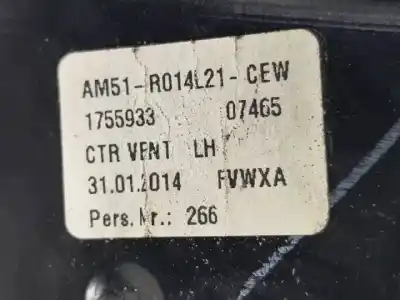 AM51-R014L21-CEW
1755933 07465
CTR VENT LH
31.01.2014 FVWXA
Pers.Nr.: 266